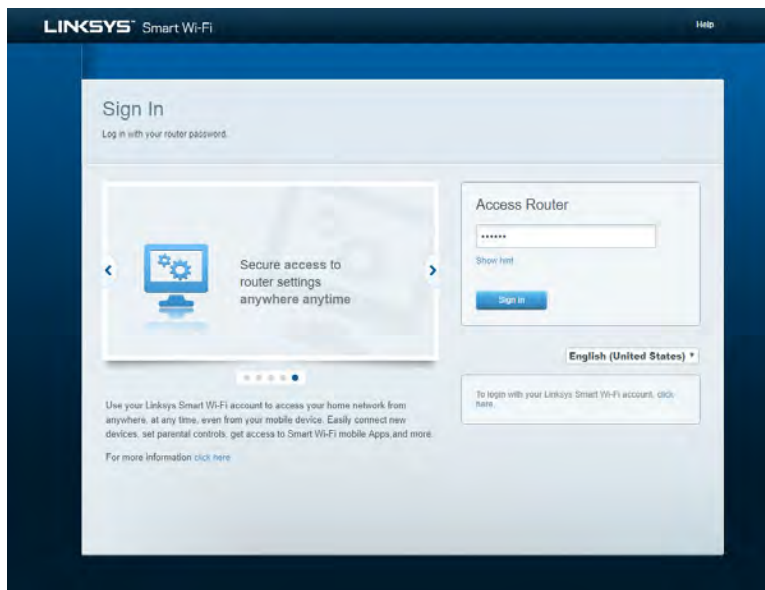 LINKSYS™ Smart Wi-Fi
Help
Sign In
Log in with your router password.
Secure access to
router settings
anywhere anytime
Use your Linksys Smart Wi-Fi account to access your home network from
anywhere, at any time, even from your mobile device. Easily connect new
devices, set parental controls, get access to Smart Wi-Fi mobile Apps,and more.
For more information click here
Access Router
••••••
Show hint
Sign in
English (United States)
To login with your Linksys Smart Wi-Fi account, click
here.